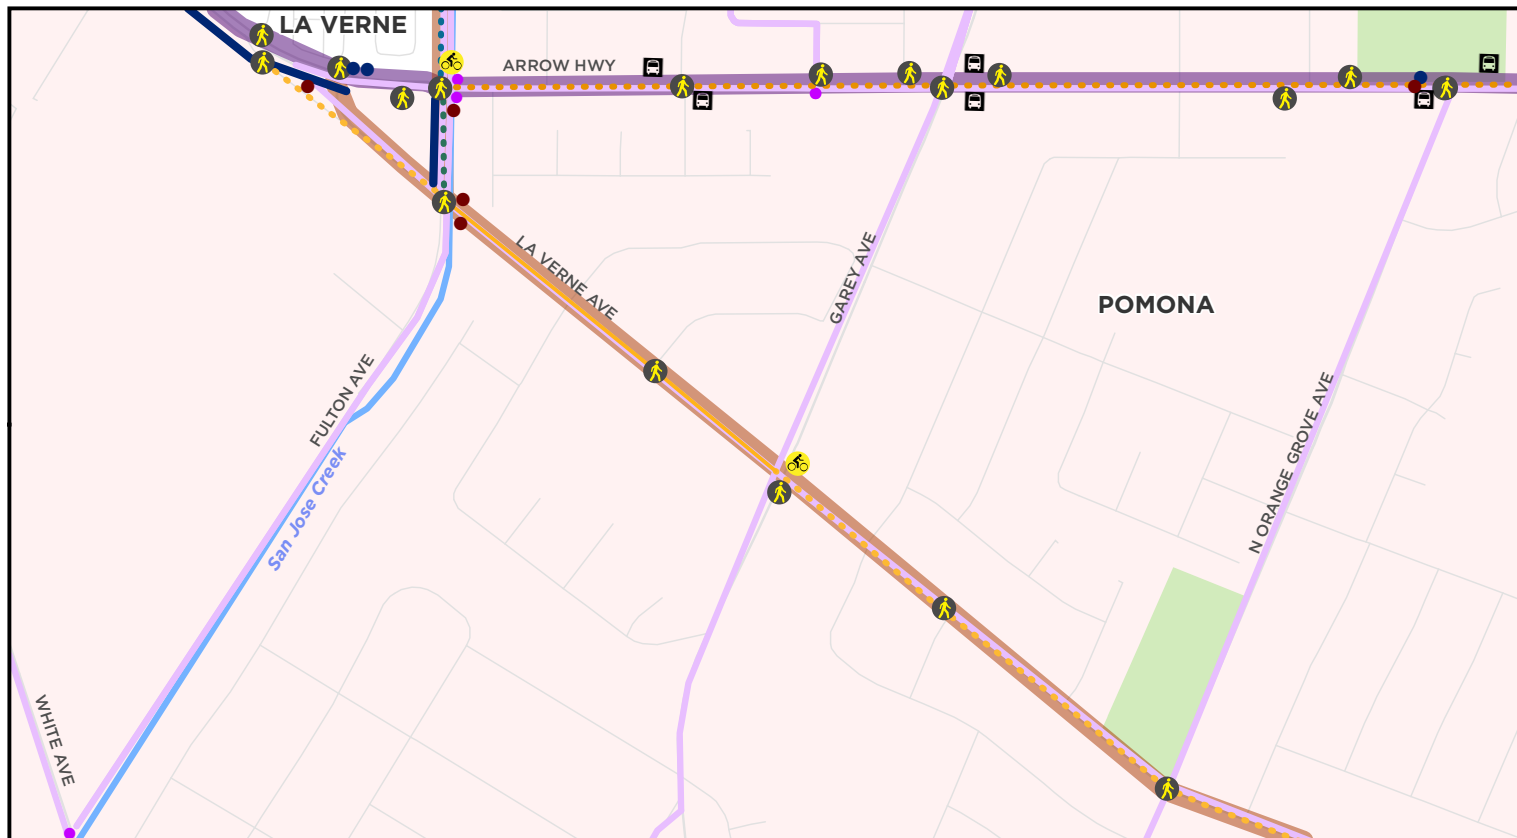 LA VERNE
ARROW HWY
LA VERNE AVE
GAREY AVE
POMONA
FULTON AVE
N ORANGE GROVE AVE
San Jose Creek
WHITE AVE